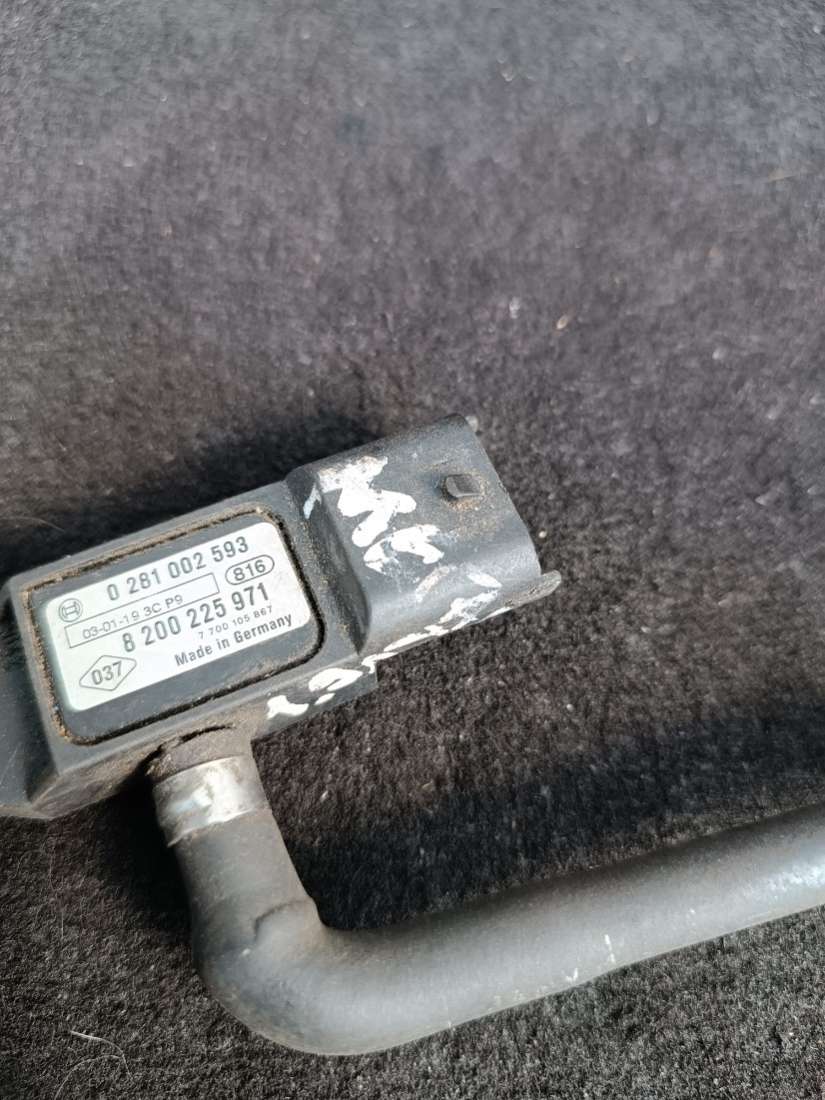 0 281 002 593
03-01-19 3C P9
816
8 200 225 971
7 700 105 867
037
Made in Germany